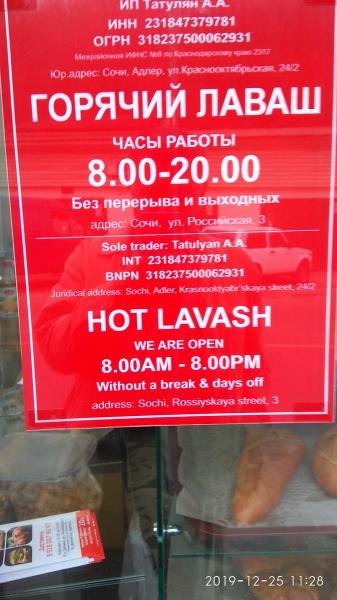 ИП Татулян А.А.
ИНН 231847379781
ОГРН 318237500062931
Межрайонная ИФНС №8 по Краснодарскому краю 2357
Юр.адрес: Сочи, Адлер, ул.Краснооктябрьская, 24/2
ГОРЯЧИЙ ЛАВАШ
ЧАСЫ РАБОТЫ
8.00-20.00
Без перерыва и выходных
адрес: Сочи, ул. Российская, 3
Sole trader: Tatulyan A.A.
INT 231847379781
BNPN 318237500062931
Juridical address: Sochi, Adler, Krasnooktyabr'skaya street, 24/2
HOT LAVASH
WE ARE OPEN
8.00AM - 8.00PM
Without a break & days off
address: Sochi, Rossiyskaya street, 3
Доставка
2019-12-25 11:28